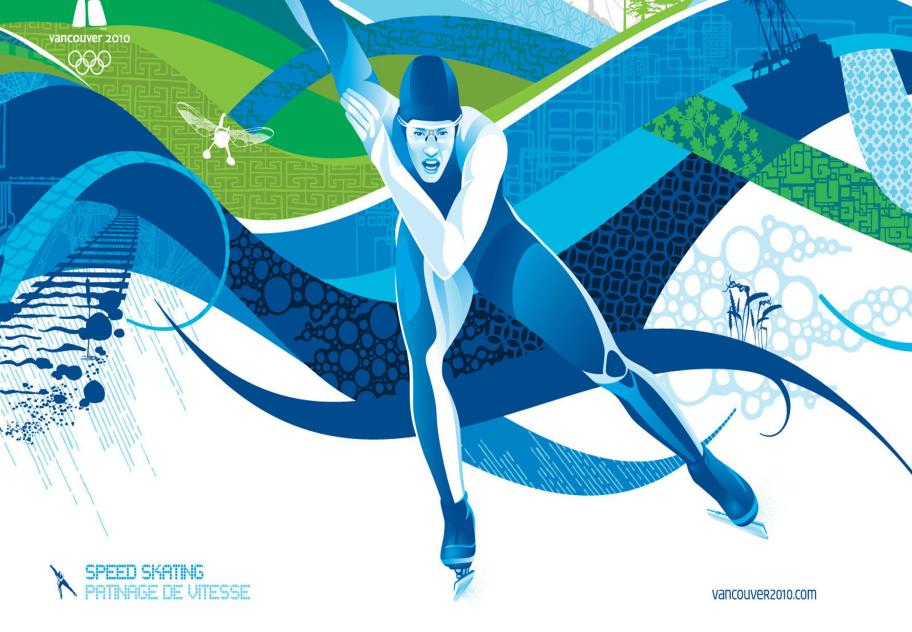 vancouver 2010
SPEED SKATING
PATINAGE DE VITESSE
vancouver2010.com